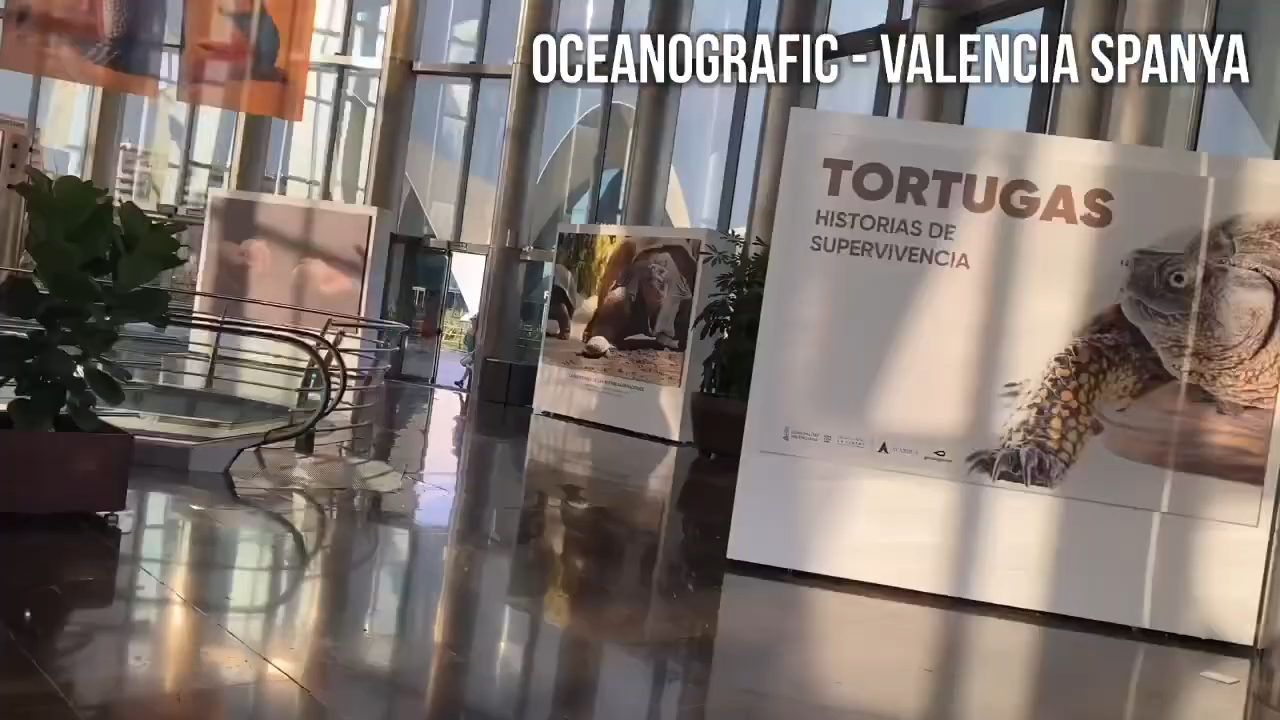 OCEANOGRAFIC - VALENCIA SPANYA
TORTUGAS
HISTORIAS DE
SUPERVIVENCIA